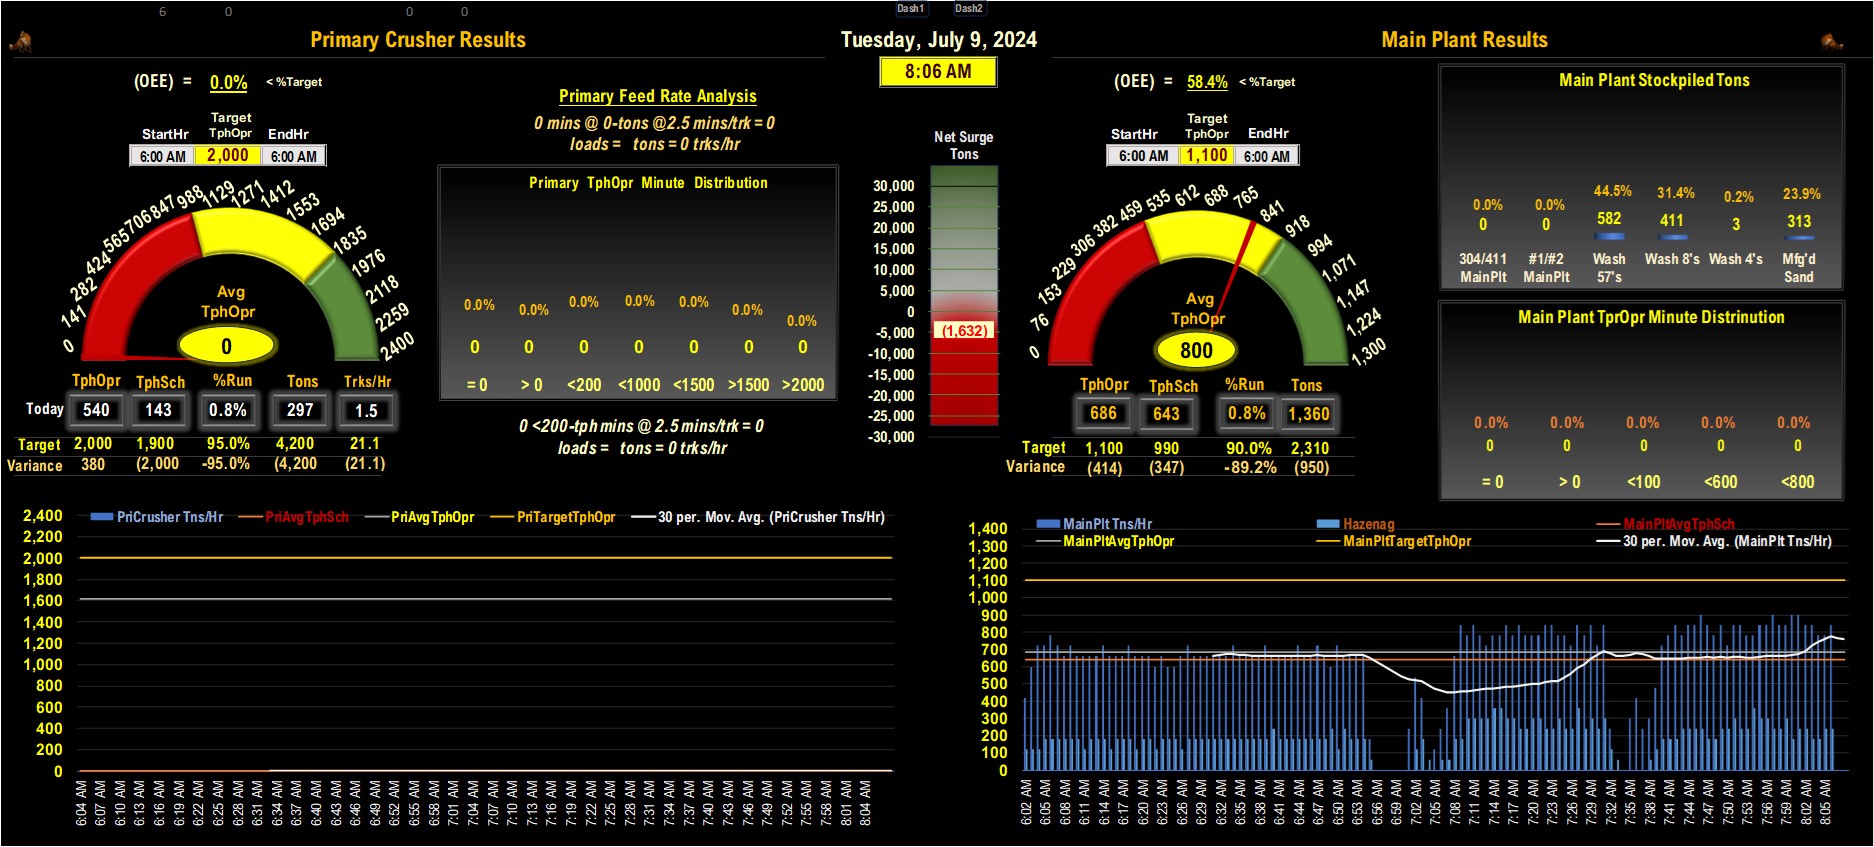 6 0 0 0 Dash1 Dash2
Primary Crusher Results
(OEE) = 0.0% < %Target
Target
StartHr TphOpr EndHr
6:00 AM 2,000 6:00 AM
0 141 282 424 565 706 847 988 1129 1271 1412 1553 1694 1835 1976 2118 2259 2400
Avg
TphOpr
0
TphOpr TphSch %Run Tons Trks/Hr
Today 540 143 0.8% 297 1.5
Target 2,000 1,900 95.0% 4,200 21.1
Variance 380 (2,000 -95.0% (4,200 (21.1)
Primary Feed Rate Analysis
0 mins @ 0-tons @2.5 mins/trk = 0
loads = tons = 0 trks/hr
Primary TphOpr Minute Distribution
0.0% 0.0% 0.0% 0.0% 0.0% 0.0% 0.0%
0 0 0 0 0 0 0
= 0 > 0 <200 <1000 <1500 >1500 >2000
0 <200-tph mins @ 2.5 mins/trk = 0
loads = tons = 0 trks/hr
Tuesday, July 9, 2024
8:06 AM
Net Surge
Tons
30,000
25,000
20,000
15,000
10,000
5,000
0
-5,000
(1,632)
-10,000
-15,000
-20,000
-25,000
-30,000
Main Plant Results
(OEE) = 58.4% < %Target
Target
StartHr TphOpr EndHr
6:00 AM 1,100 6:00 AM
0 76 153 229 306 382 459 535 612 688 765 841 918 994 1,071 1,147 1,224 1,300
Avg
TphOpr
800
TphOpr TphSch %Run Tons
686 643 0.8% 1,360
Target 1,100 990 90.0% 2,310
Variance (414) (347) -89.2% (950)
Main Plant Stockpiled Tons
0.0% 0.0% 44.5% 31.4% 0.2% 23.9%
0 0 582 411 3 313
304/411 #1/#2 Wash Wash 8's Wash 4's Mfg'd
MainPlt MainPlt 57's Sand
Main Plant TprOpr Minute Distrinution
0.0% 0.0% 0.0% 0.0% 0.0%
0 0 0 0 0
= 0 > 0 <100 <600 <800
PriCrusher Tns/Hr PriAvgTphSch PriAvgTphOpr PriTargetTphOpr 30 per. Mov. Avg. (PriCrusher Tns/Hr)
2,400
2,200
2,000
1,800
1,600
1,400
1,200
1,000
800
600
400
200
0
6:04 AM 6:07 AM 6:10 AM 6:13 AM 6:16 AM 6:19 AM 6:22 AM 6:25 AM 6:28 AM 6:31 AM 6:34 AM 6:37 AM 6:40 AM 6:43 AM 6:46 AM 6:49 AM 6:52 AM 6:55 AM 6:58 AM 7:01 AM 7:04 AM 7:07 AM 7:10 AM 7:13 AM 7:16 AM 7:19 AM 7:22 AM 7:25 AM 7:28 AM 7:31 AM 7:34 AM 7:37 AM 7:40 AM 7:43 AM 7:46 AM 7:49 AM 7:52 AM 7:55 AM 7:58 AM 8:01 AM 8:04 AM
MainPlt Tns/Hr Hazenag MainPltAvgTphSch
MainPltAvgTphOpr MainPltTargetTphOpr 30 per. Mov. Avg. (MainPlt Tns/Hr)
1,400
1,300
1,200
1,100
1,000
900
800
700
600
500
400
300
200
100
0
6:02 AM 6:05 AM 6:08 AM 6:11 AM 6:14 AM 6:17 AM 6:20 AM 6:23 AM 6:26 AM 6:29 AM 6:32 AM 6:35 AM 6:38 AM 6:41 AM 6:44 AM 6:47 AM 6:50 AM 6:53 AM 6:56 AM 6:59 AM 7:02 AM 7:05 AM 7:08 AM 7:11 AM 7:14 AM 7:17 AM 7:20 AM 7:23 AM 7:26 AM 7:29 AM 7:32 AM 7:35 AM 7:38 AM 7:41 AM 7:44 AM 7:47 AM 7:50 AM 7:53 AM 7:56 AM 7:59 AM 8:02 AM 8:05 AM